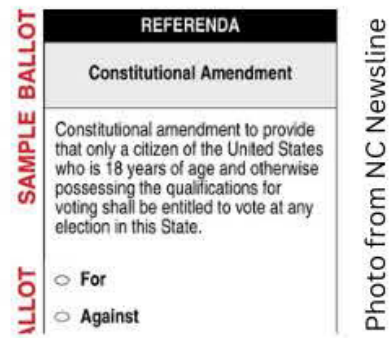 REFERENDA
Constitutional Amendment
Constitutional amendment to provide
that only a citizen of the United States
who is 18 years of age and otherwise
possessing the qualifications for
voting shall be entitled to vote at any
election in this State.
For
Against
SAMPLE BALLOT
ALLOT
Photo from NC Newsline